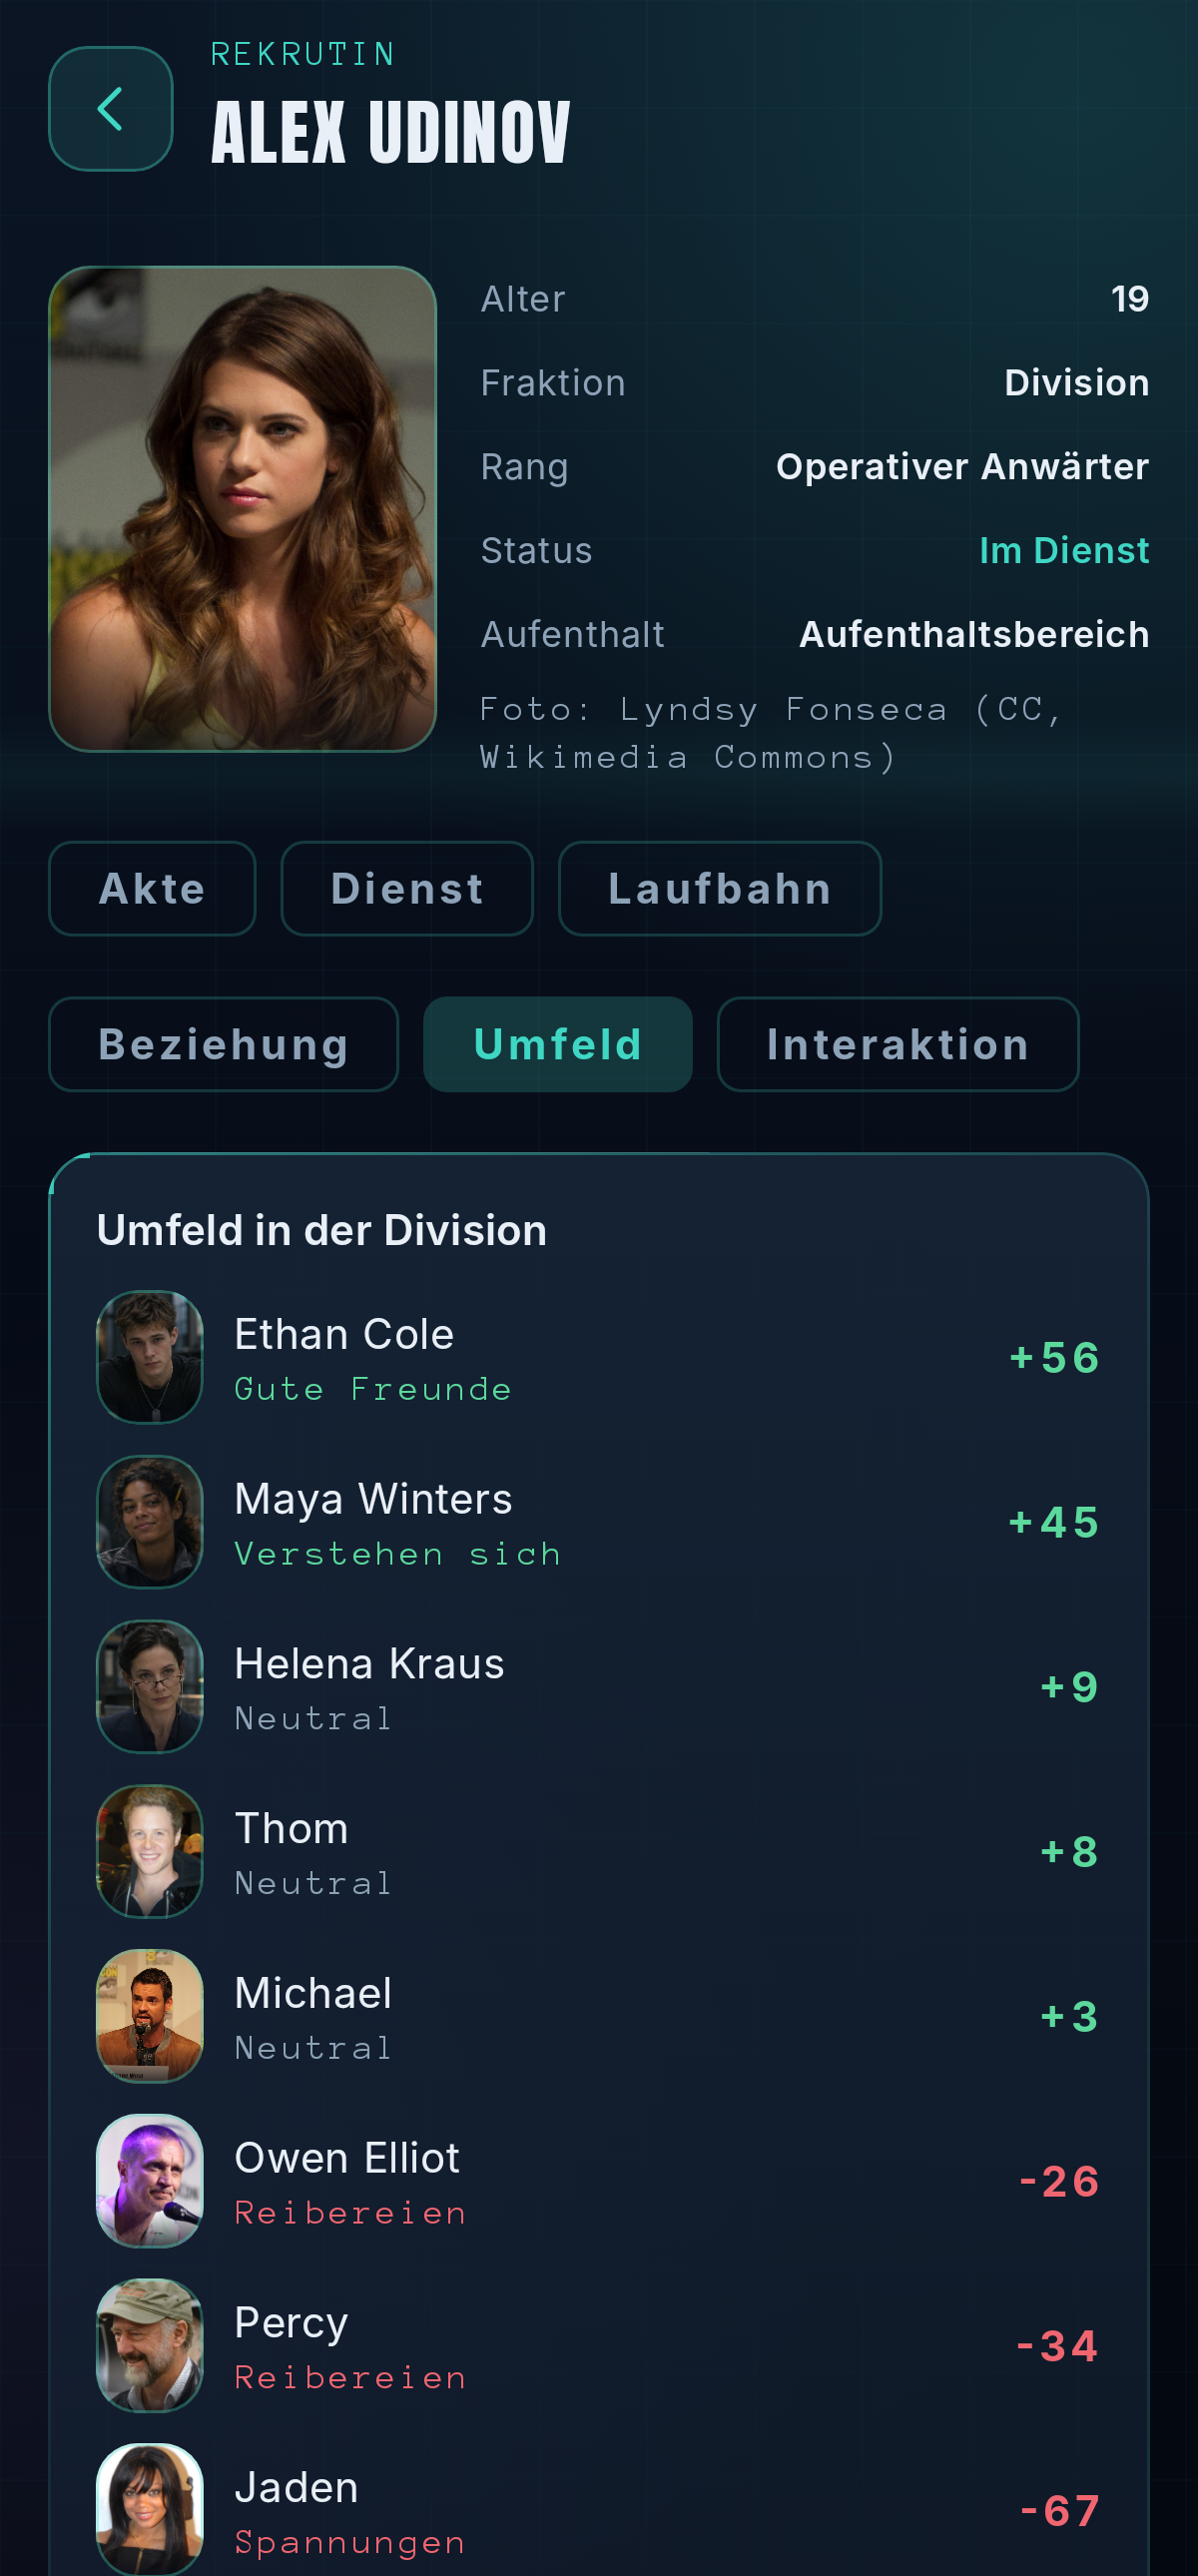 REKRUTIN
ALEX UDINOV
Alter 19
Fraktion Division
Rang Operativer Anwärter
Status Im Dienst
Aufenthalt Aufenthaltsbereich
Foto: Lyndsy Fonseca (CC,
Wikimedia Commons)
Akte Dienst Laufbahn
Beziehung Umfeld Interaktion
Umfeld in der Division
Ethan Cole
+56
Gute Freunde
Maya Winters
+45
Verstehen sich
Helena Kraus
+9
Neutral
Thom
+8
Neutral
Michael
+3
Neutral
Owen Elliot
-26
Reibereien
Percy
-34
Reibereien
Jaden
-67
Spannungen